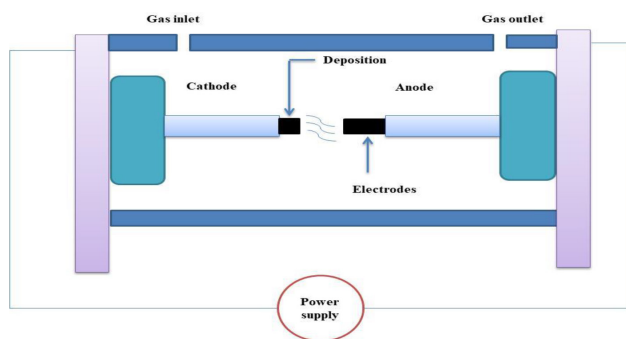 Gas inlet
Gas outlet
Deposition
Cathode
Anode
Electrodes
Power
supply